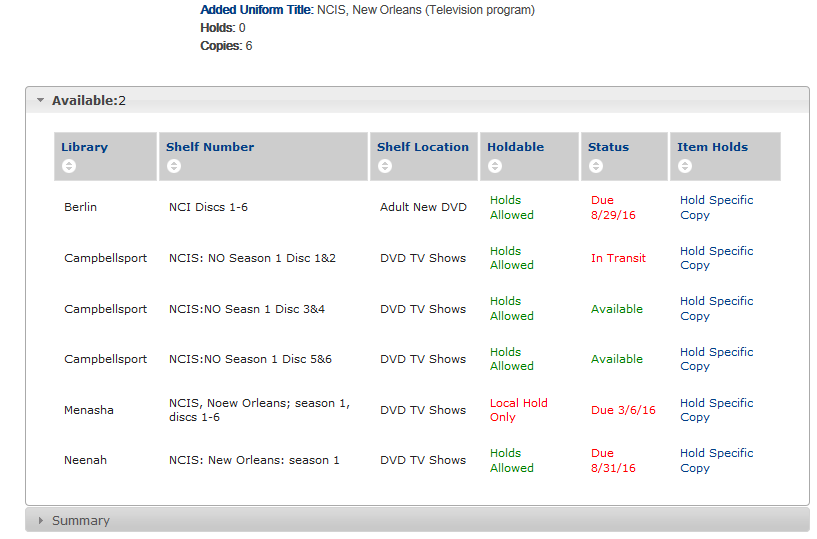 Added Uniform Title: NCIS, New Orleans (Television program)
Holds: 0
Copies: 6
Available:2
Library Shelf Number Shelf Location Holdable Status Item Holds
Berlin NCI Discs 1-6 Adult New DVD Holds Allowed Due 8/29/16 Hold Specific Copy
Campbellsport NCIS: NO Season 1 Disc 1&2 DVD TV Shows Holds Allowed In Transit Hold Specific Copy
Campbellsport NCIS:NO Seasn 1 Disc 3&4 DVD TV Shows Holds Allowed Available Hold Specific Copy
Campbellsport NCIS:NO Season 1 Disc 5&6 DVD TV Shows Holds Allowed Available Hold Specific Copy
Menasha NCIS, Noew Orleans; season 1, discs 1-6 DVD TV Shows Local Hold Only Due 3/6/16 Hold Specific Copy
Neenah NCIS: New Orleans: season 1 DVD TV Shows Holds Allowed Due 8/31/16 Hold Specific Copy
Summary